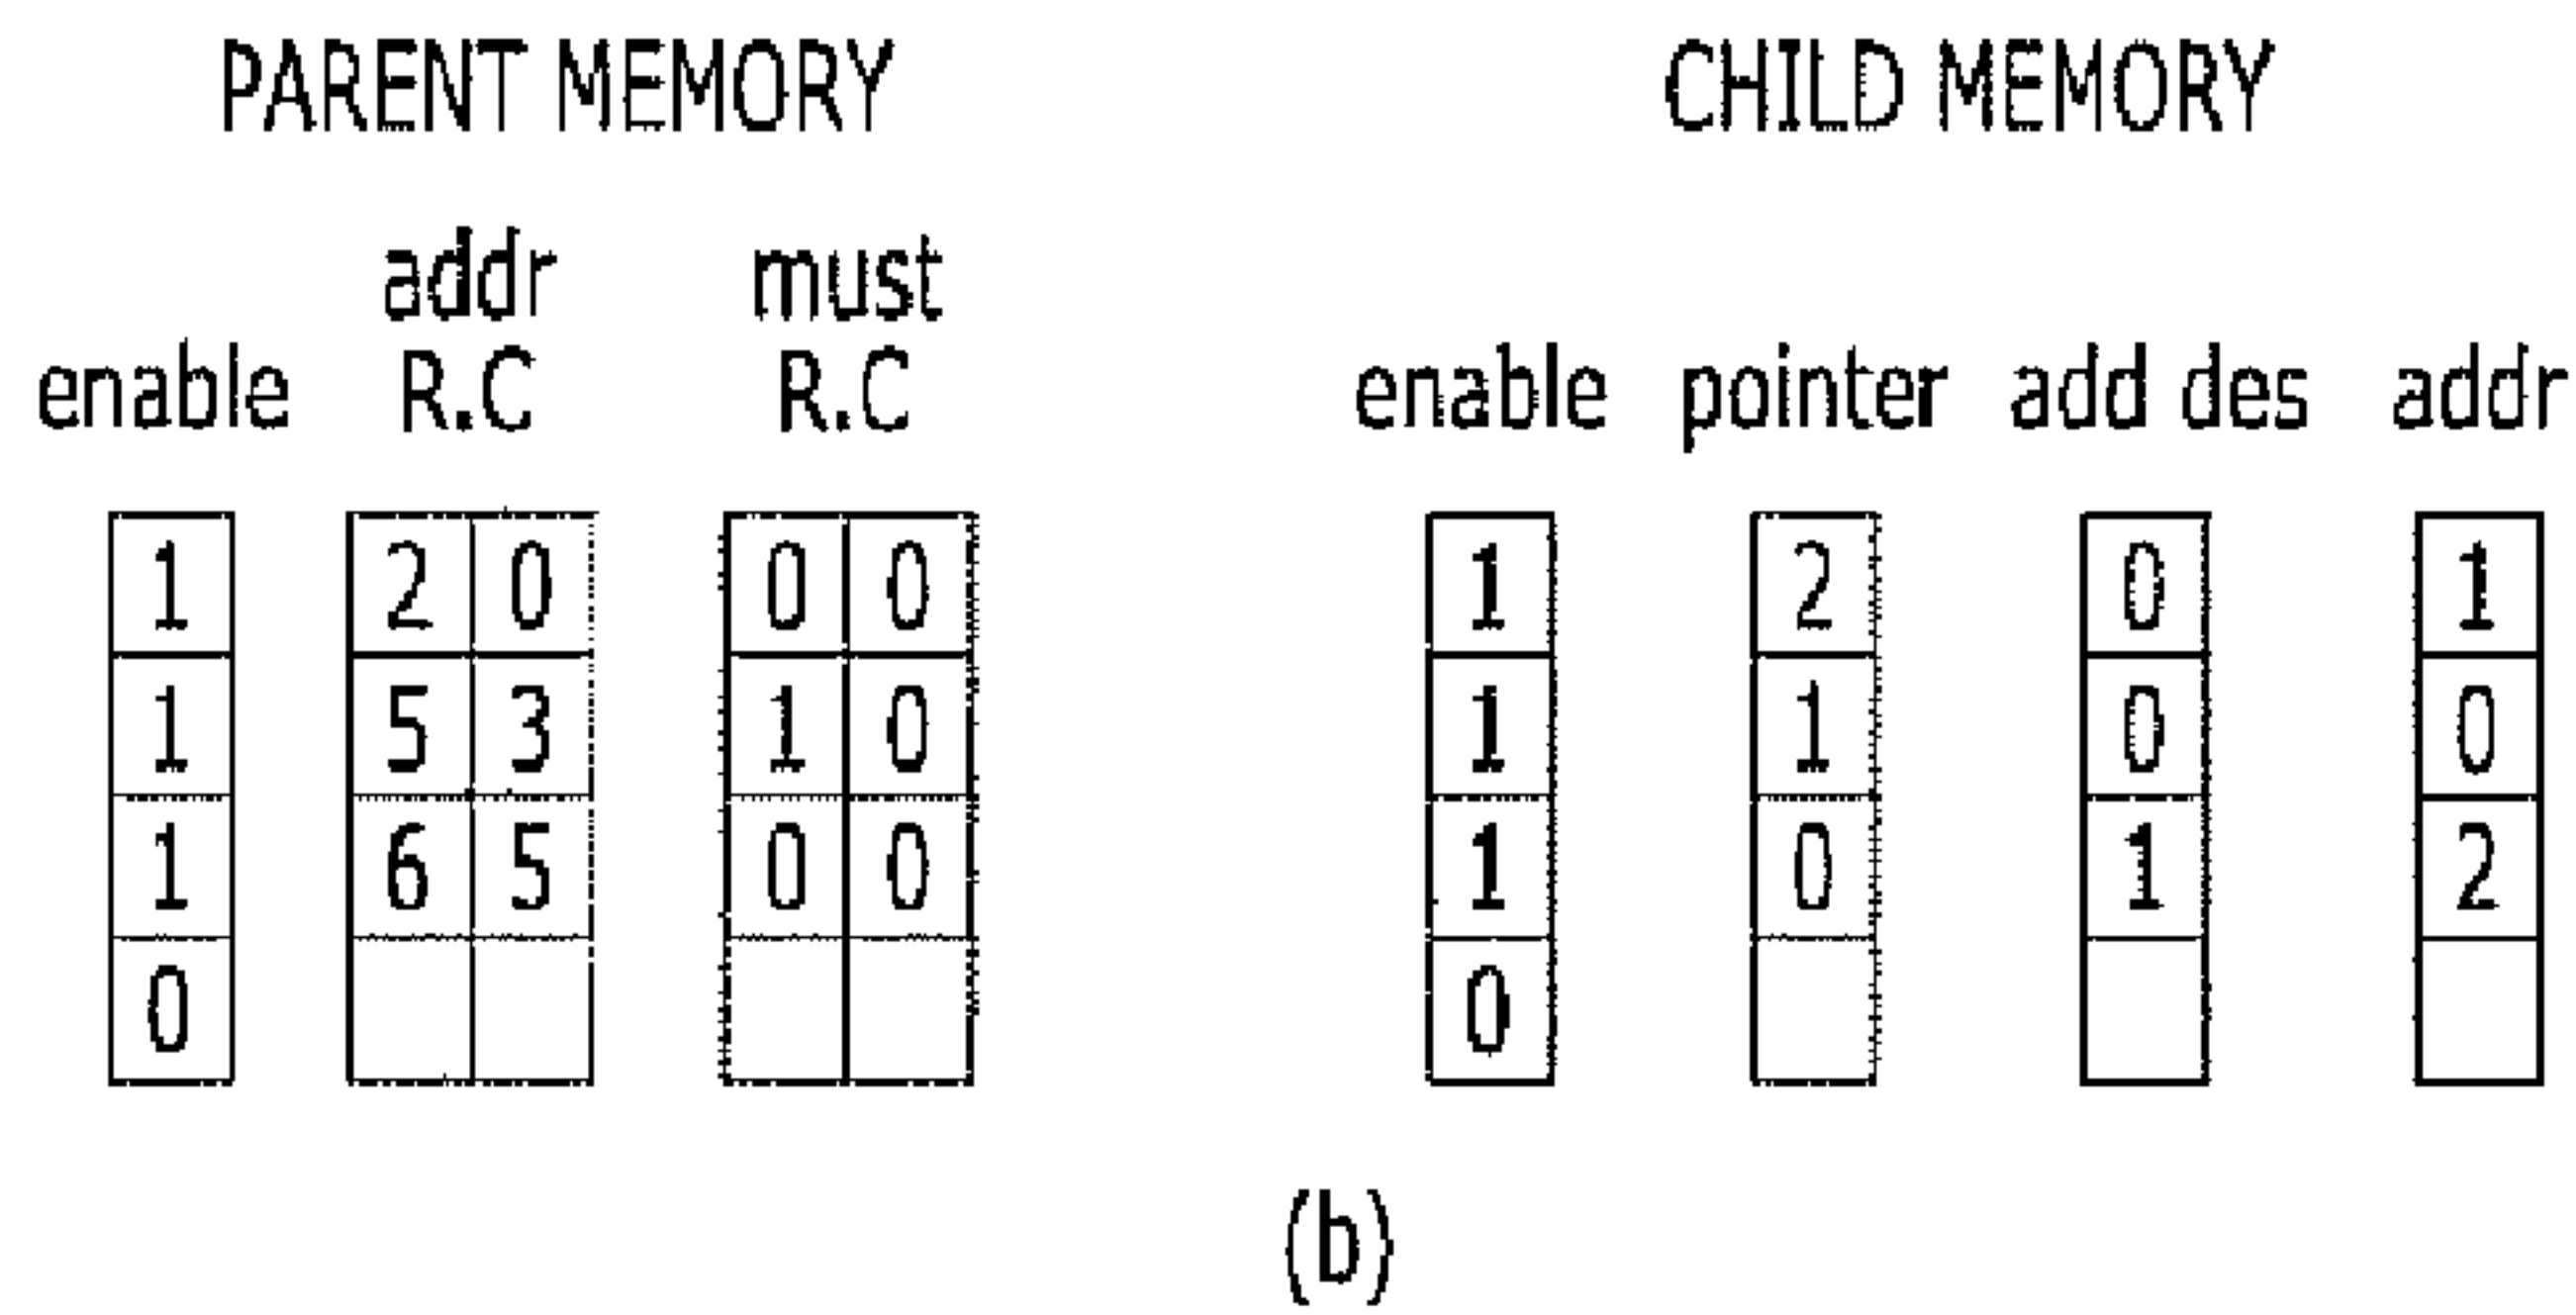 PARENT MEMORY CHILD MEMORY
addr must
enable R.C R.C enable pointer add des addr
1 2 0 0 0 1 2 0 1
1 5 3 1 0 1 1 0 0
1 6 5 0 0 1 0 1 2
0 0
(b)